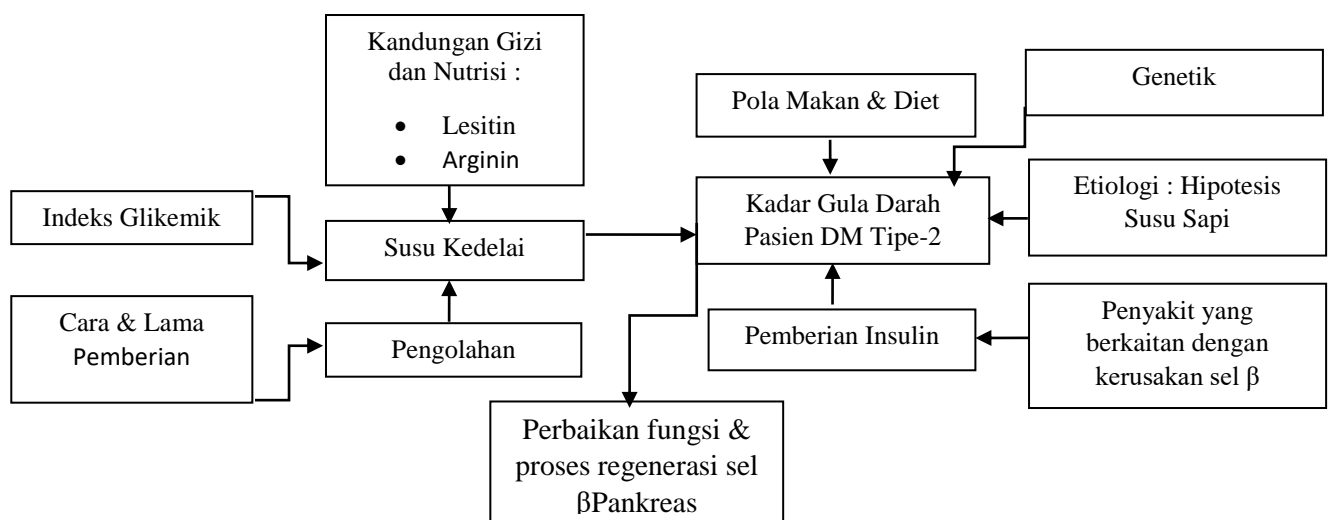 Kandungan Gizi
dan Nutrisi :
• Lesitin
• Arginin
Pola Makan & Diet
Genetik
Indeks Glikemik
Susu Kedelai
Kadar Gula Darah
Pasien DM Tipe-2
Etiologi : Hipotesis
Susu Sapi
Cara & Lama
Pemberian
Pengolahan
Pemberian Insulin
Penyakit yang
berkaitan dengan
kerusakan sel β
Perbaikan fungsi &
proses regenerasi sel
βPankreas